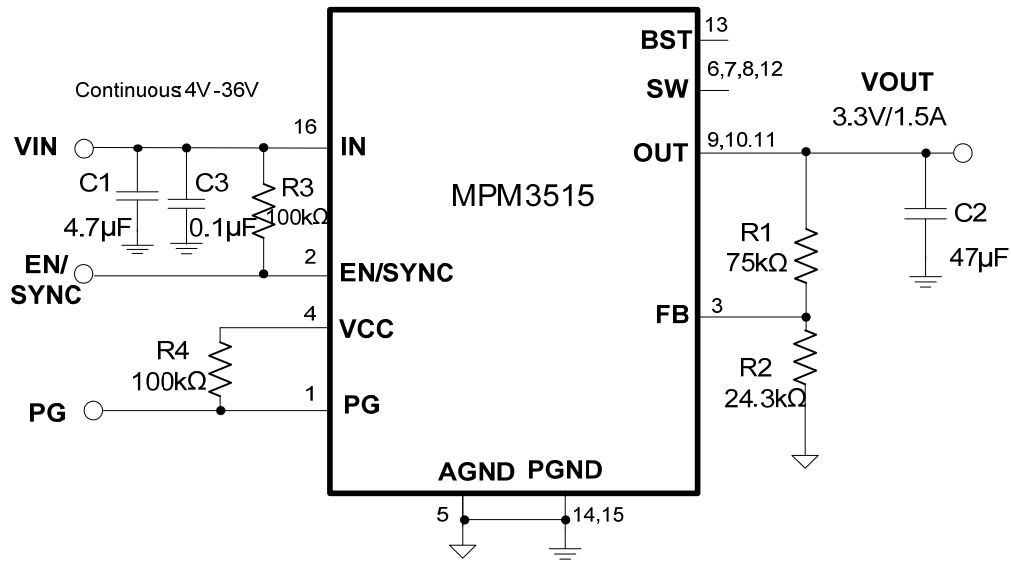 13
BST
6,7,8,12
SW
Continuous:4V-36V
VOUT
3.3V/1.5A
16
VIN
IN
9,10.11
OUT
MPM3515
C1
C3
R3
100kΩ
4.7µF
0.1µF
C2
47µF
R1
75kΩ
EN/
SYNC
2
EN/SYNC
3
FB
4
VCC
R4
100kΩ
R2
24.3kΩ
1
PG
PG
AGND
PGND
5
14,15